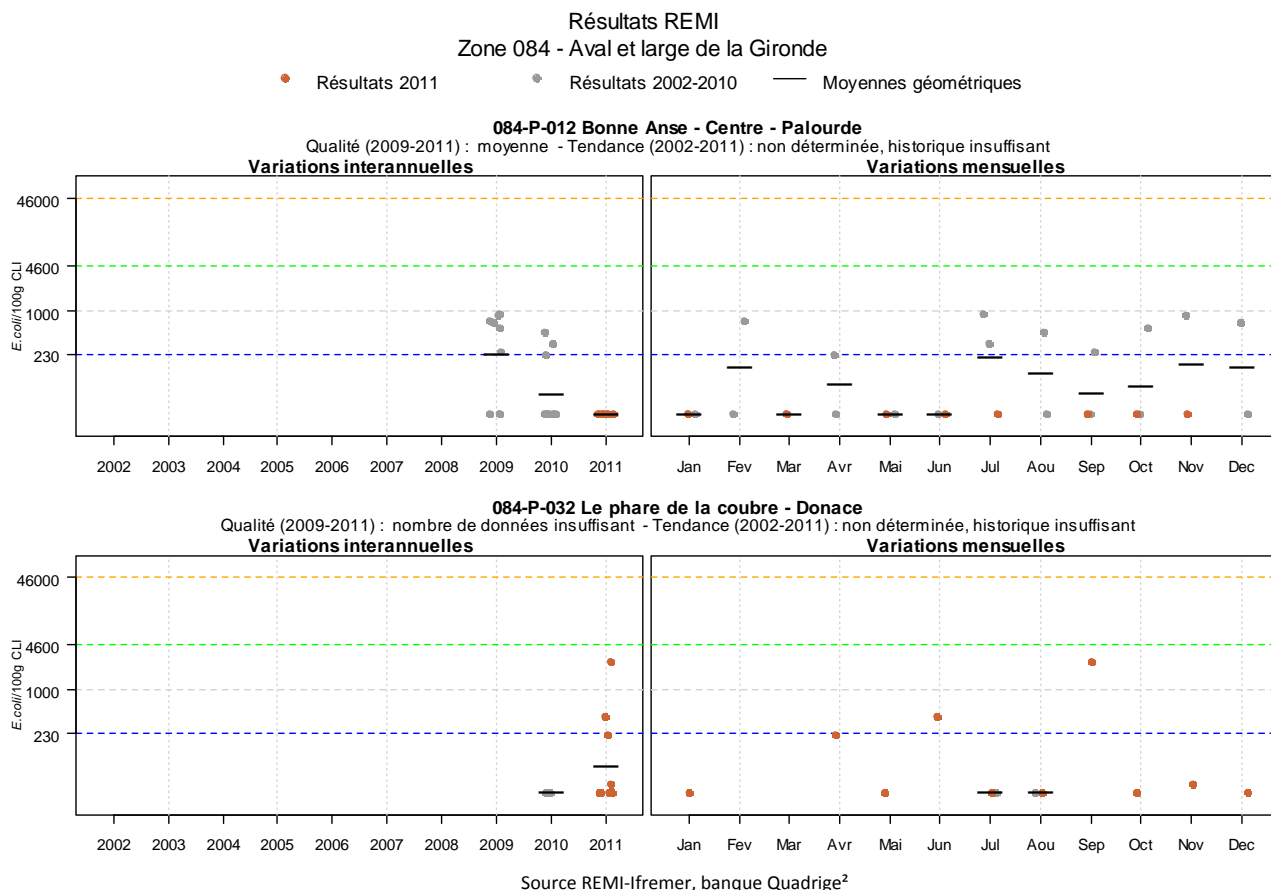 Résultats REMI
Zone 084 - Aval et large de la Gironde
Résultats 2011 Résultats 2002-2010 Moyennes géométriques
084-P-012 Bonne Anse - Centre - Palourde
Qualité (2009-2011) : moyenne - Tendance (2002-2011) : non déterminée, historique insuffisant
Variations interannuelles Variations mensuelles
46000
4600
1000
230
E.coli/100g CLI
2002 2003 2004 2005 2006 2007 2008 2009 2010 2011 Jan Fev Mar Avr Mai Jun Jul Aou Sep Oct Nov Dec
084-P-032 Le phare de la coubre - Donace
Qualité (2009-2011) : nombre de données insuffisant - Tendance (2002-2011) : non déterminée, historique insuffisant
Variations interannuelles Variations mensuelles
46000
4600
1000
230
E.coli/100g CLI
2002 2003 2004 2005 2006 2007 2008 2009 2010 2011 Jan Fev Mar Avr Mai Jun Jul Aou Sep Oct Nov Dec
Source REMI-Ifremer, banque Quadrige²